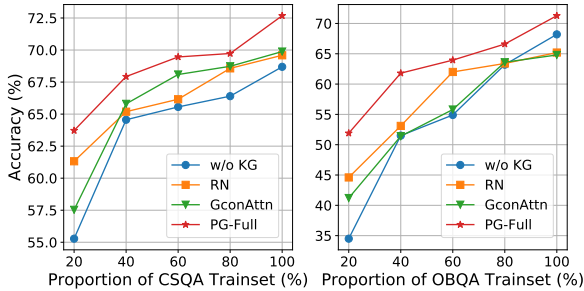 Accuracy (%)
72.5
70.0
67.5
65.0
62.5
60.0
57.5
55.0
w/o KG
RN
GconAttn
PG-Full
20 40 60 80 100
Proportion of CSQA Trainset (%)
70
65
60
55
50
45
40
35
w/o KG
RN
GconAttn
PG-Full
20 40 60 80 100
Proportion of OBQA Trainset (%)